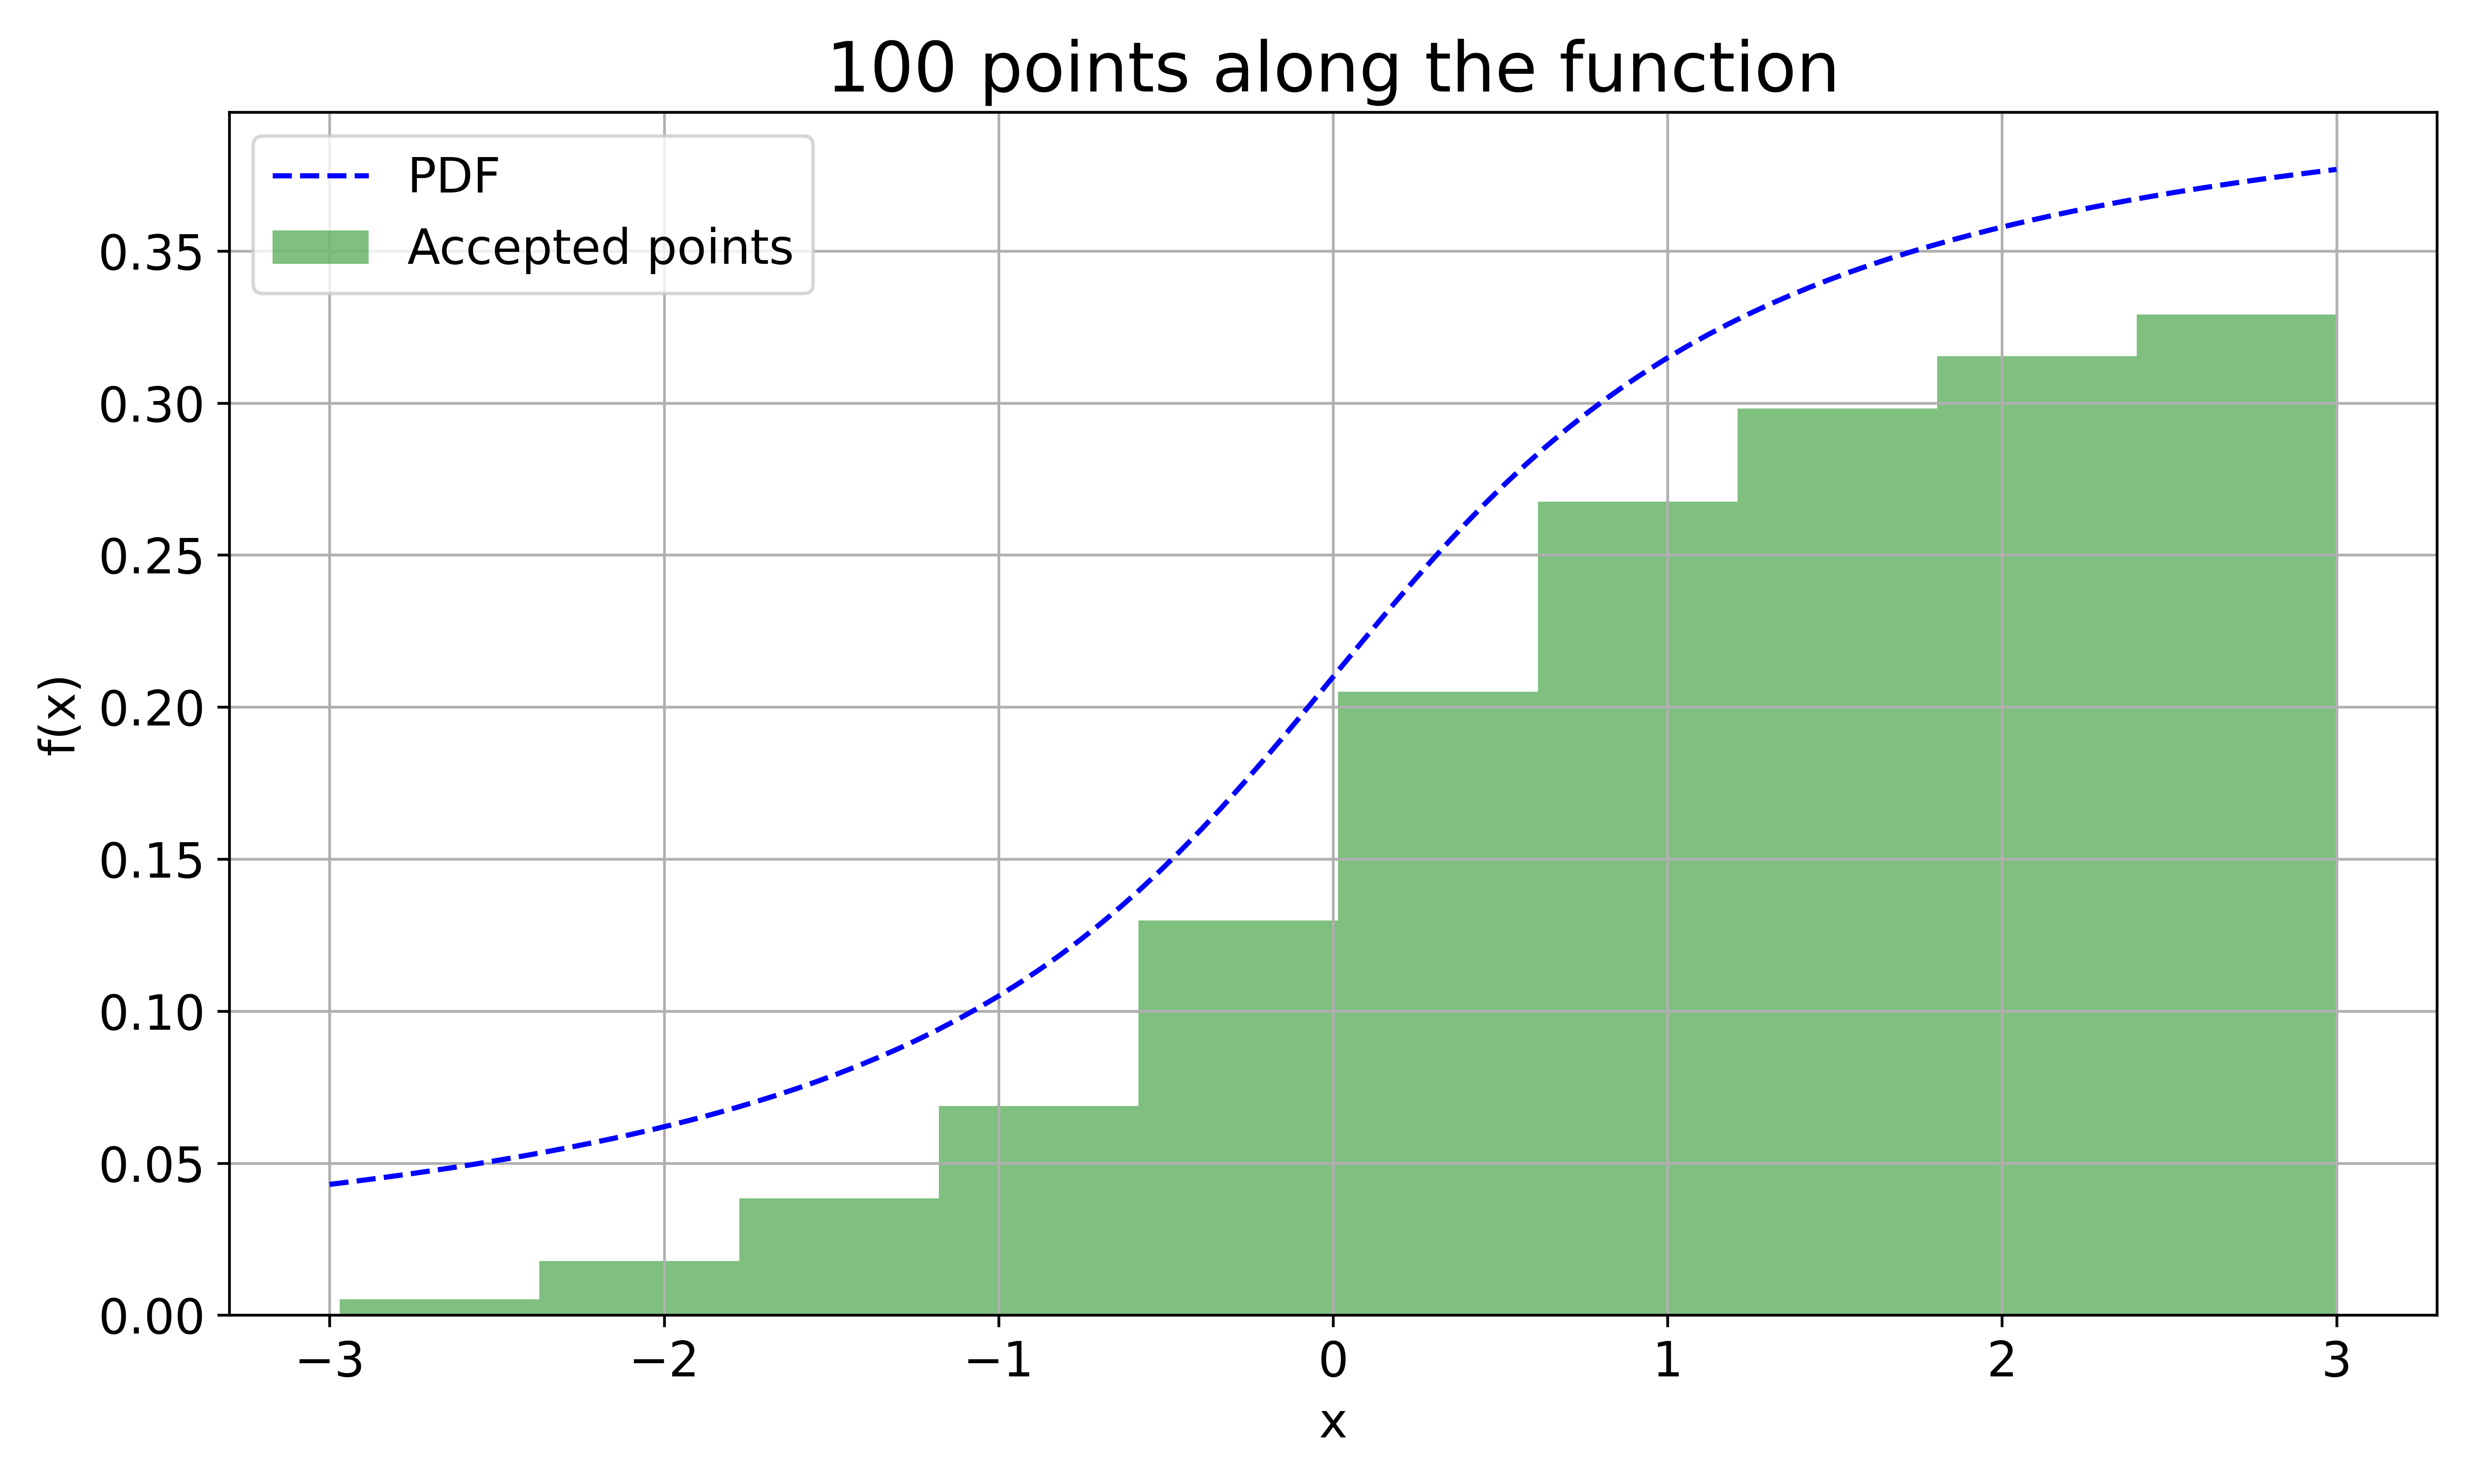 100 points along the function
PDF
Accepted points
0.35
0.30
0.25
0.20
0.15
0.10
0.05
0.00
f(x)
−3 −2 −1 0 1 2 3
x